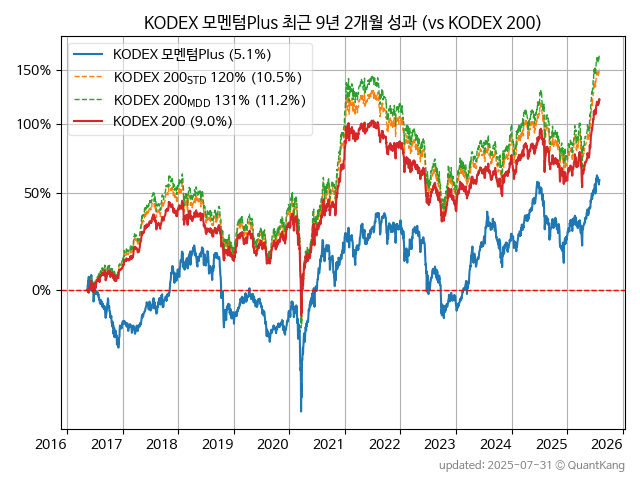 KODEX 모멘텀Plus 최근 9년 2개월 성과 (vs KODEX 200)
KODEX 모멘텀Plus (5.1%)
KODEX 200STD 120% (10.5%)
KODEX 200MDD 131% (11.2%)
KODEX 200 (9.0%)
150%
100%
50%
0%
2016 2017 2018 2019 2020 2021 2022 2023 2024 2025 2026
updated: 2025-07-31 © QuantKang